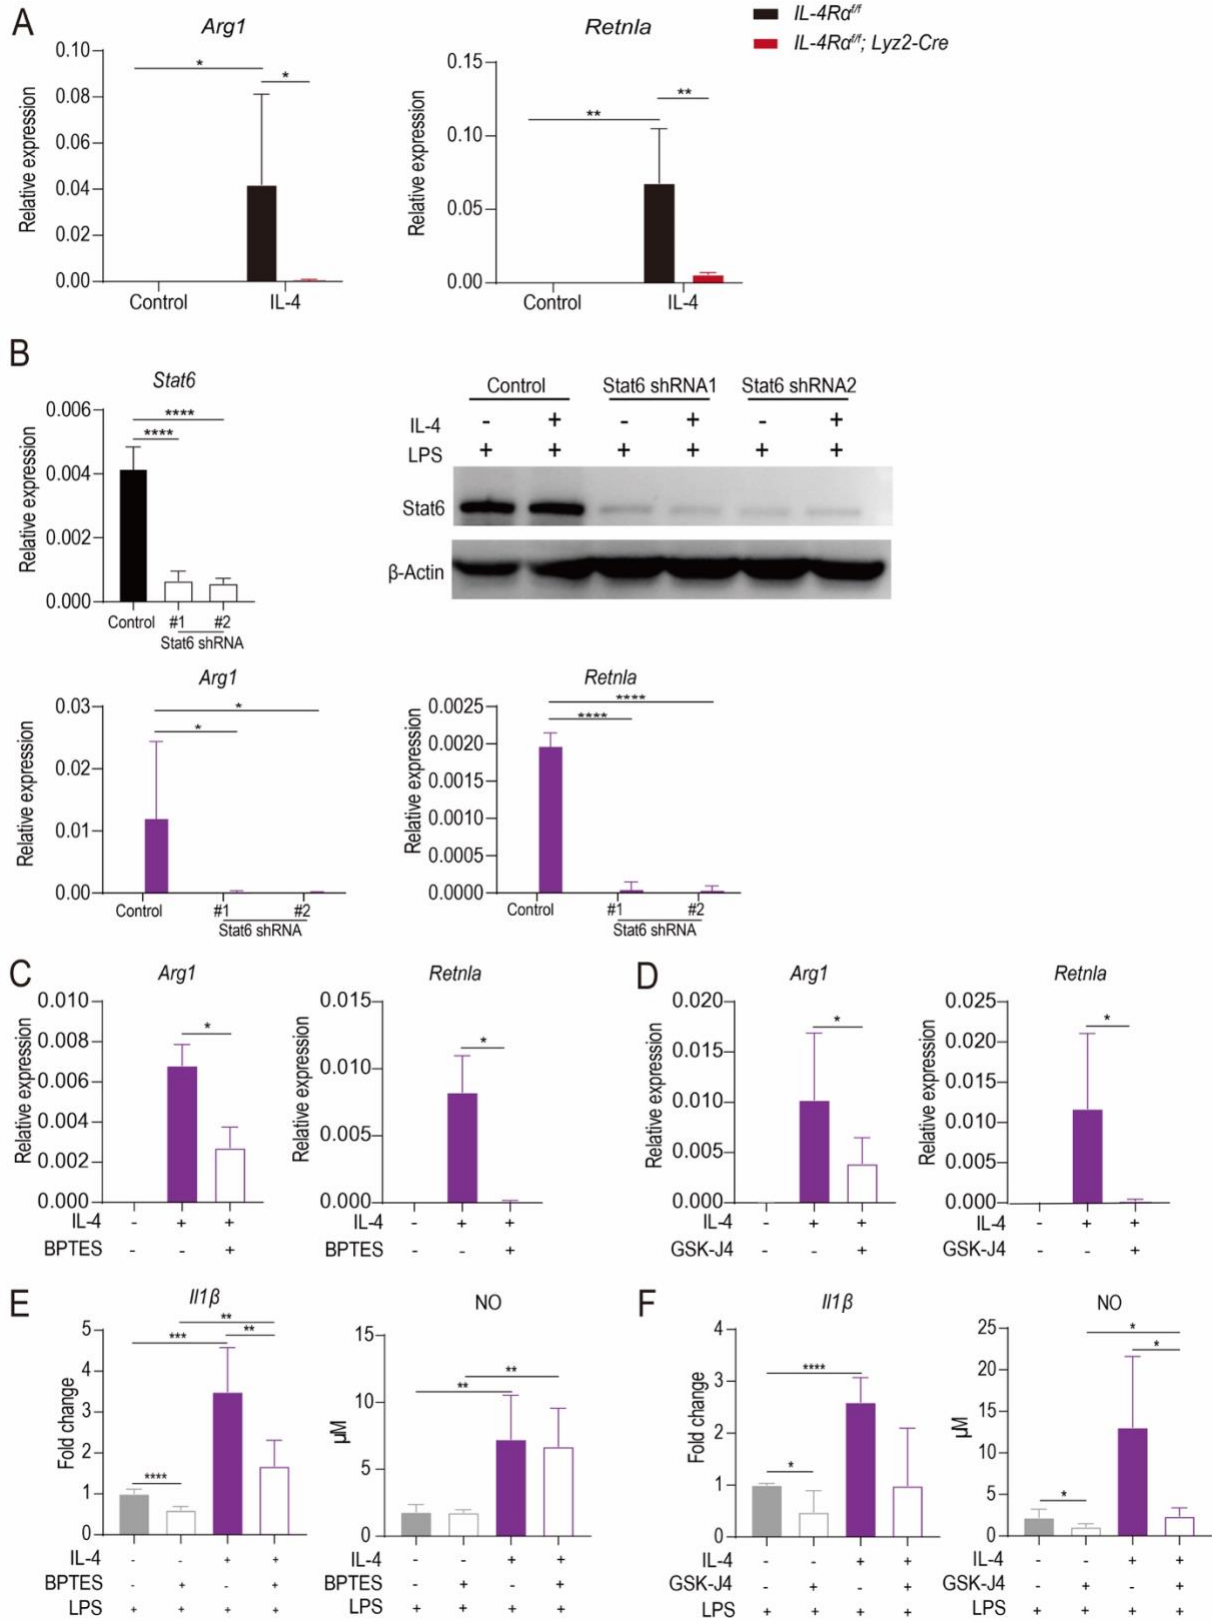 A
Arg1
Retnla
IL-4Rα^f/f
IL-4Rα^f/f; Lyz2-Cre
Relative expression
0.10
0.08
0.06
0.04
0.02
0.00
*
*
Control
IL-4
Relative expression
0.15
0.10
0.05
0.00
**
**
Control
IL-4
B
Stat6
Relative expression
0.006
0.004
0.002
0.000
****
****
Control #1 #2
Stat6 shRNA
Control Stat6 shRNA1 Stat6 shRNA2
IL-4 - + - + - +
LPS + + + + + +
Stat6
β-Actin
Arg1
Relative expression
0.03
0.02
0.01
0.00
*
*
Control #1 #2
Stat6 shRNA
Retnla
Relative expression
0.0025
0.0020
0.0015
0.0010
0.0005
0.0000
****
****
Control #1 #2
Stat6 shRNA
C
Arg1
Relative expression
0.010
0.008
0.006
0.004
0.002
0.000
*
IL-4 - + +
BPTES - - +
Retnla
Relative expression
0.015
0.010
0.005
0.000
*
IL-4 - + +
BPTES - - +
D
Arg1
Relative expression
0.020
0.015
0.010
0.005
0.000
*
IL-4 - + +
GSK-J4 - - +
Retnla
Relative expression
0.025
0.020
0.015
0.010
0.005
0.000
*
IL-4 - + +
GSK-J4 - - +
E
Il1β
Fold change
5
4
3
2
1
0
**
***
**
****
IL-4 - - + +
BPTES - + - +
LPS + + + +
NO
μM
15
10
5
0
**
**
IL-4 - - + +
BPTES - + - +
LPS + + + +
F
Il1β
Fold change
4
3
2
1
0
****
*
IL-4 - - + +
GSK-J4 - + - +
LPS + + + +
NO
μM
25
20
15
10
5
0
*
*
*
IL-4 - - + +
GSK-J4 - + - +
LPS + + + +